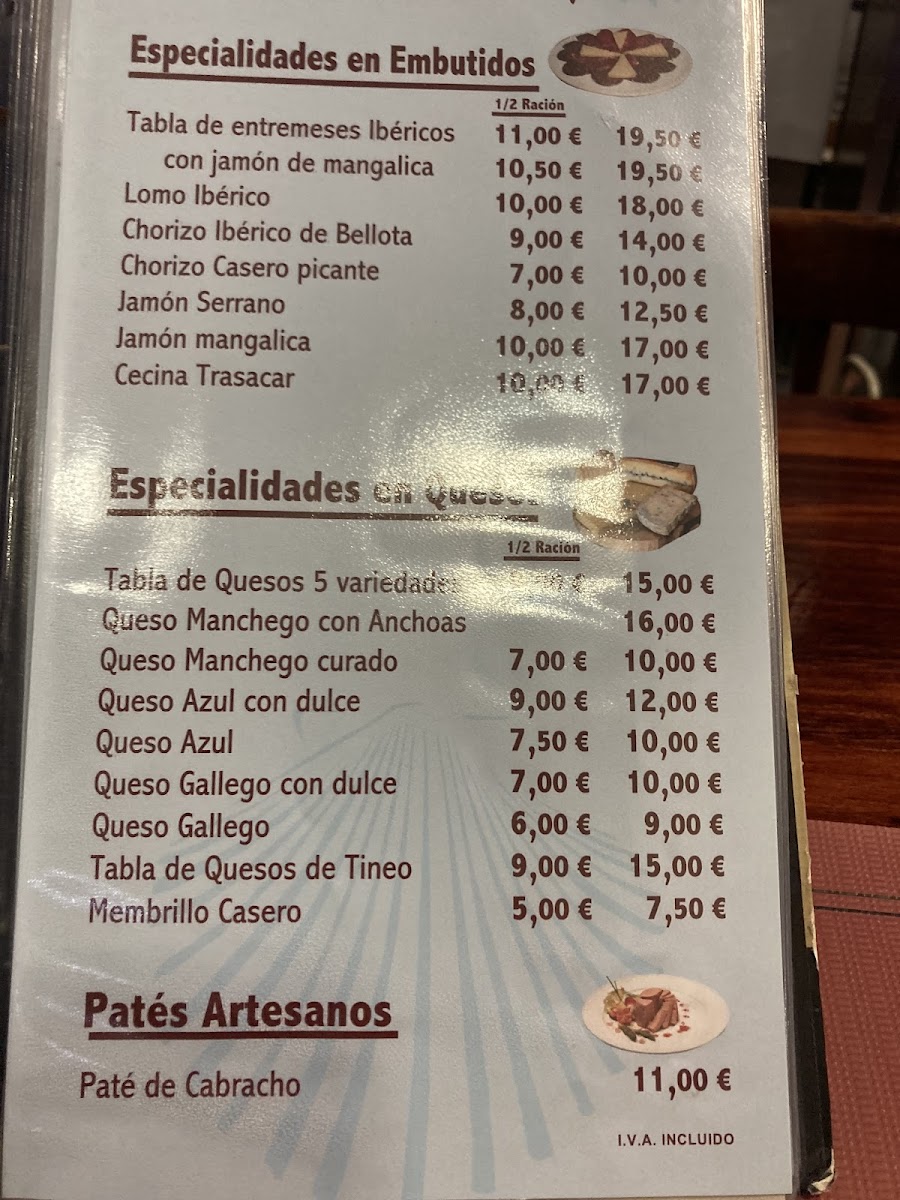 Especialidades en Embutidos
1/2 Ración
Tabla de entremeses Ibéricos 11,00 € 19,50 €
con jamón de mangalica 10,50 € 19,50 €
Lomo Ibérico 10,00 € 18,00 €
Chorizo Ibérico de Bellota 9,00 € 14,00 €
Chorizo Casero picante 7,00 € 10,00 €
Jamón Serrano 8,00 € 12,50 €
Jamón mangalica 10,00 € 17,00 €
Cecina Trasacar 10,00 € 17,00 €
Especialidades en Quesos
1/2 Ración
Tabla de Quesos 5 variedades 15,00 €
Queso Manchego con Anchoas 16,00 €
Queso Manchego curado 7,00 € 10,00 €
Queso Azul con dulce 9,00 € 12,00 €
Queso Azul 7,50 € 10,00 €
Queso Gallego con dulce 7,00 € 10,00 €
Queso Gallego 6,00 € 9,00 €
Tabla de Quesos de Tineo 9,00 € 15,00 €
Membrillo Casero 5,00 € 7,50 €
Patés Artesanos
Paté de Cabracho 11,00 €
I.V.A. INCLUIDO